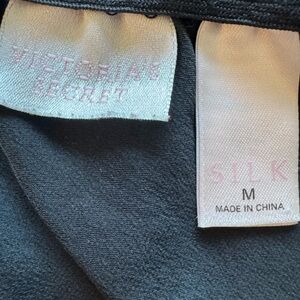 VICTORIA'S
SECRET
SILK
M
MADE IN CHINA